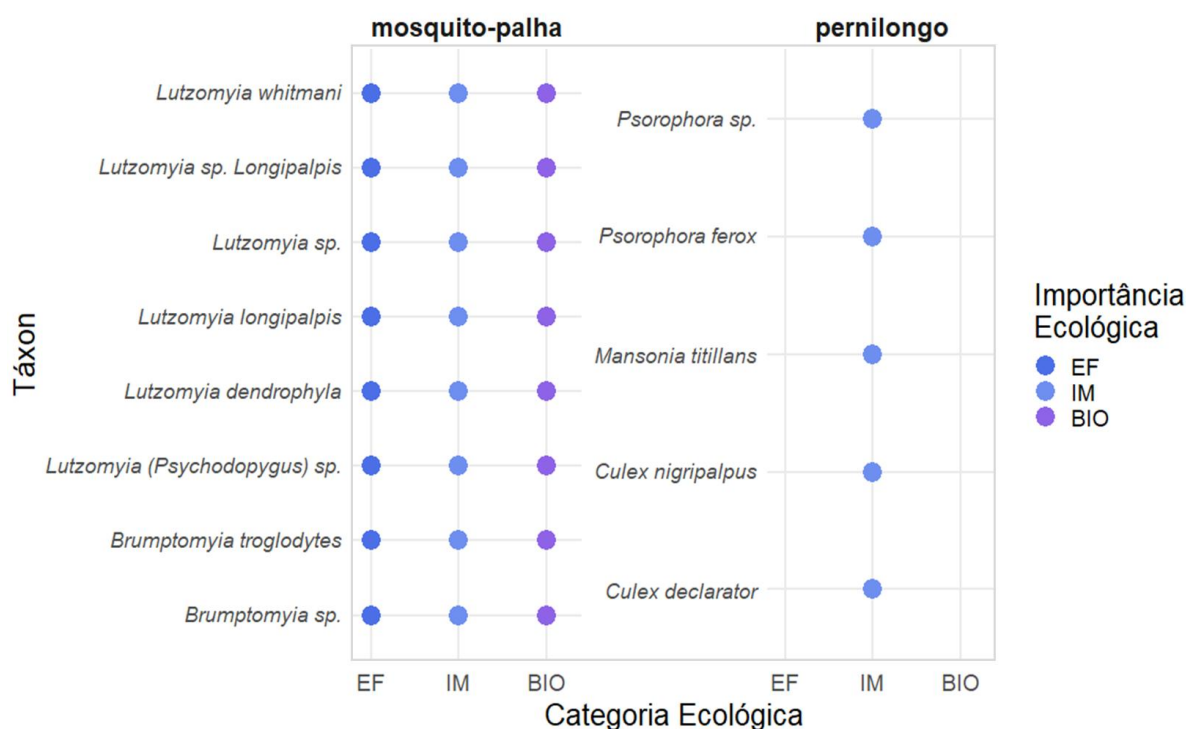 mosquito-palha
pernilongo
Táxon
Lutzomyia whitmani
Lutzomyia sp. Longipalpis
Lutzomyia sp.
Lutzomyia longipalpis
Lutzomyia dendrophyla
Lutzomyia (Psychodopygus) sp.
Brumptomyia troglodytes
Brumptomyia sp.
EF IM BIO
Psorophora sp.
Psorophora ferox
Mansonia titillans
Culex nigripalpus
Culex declarator
EF IM BIO
Categoria Ecológica
Importância
Ecológica
EF
IM
BIO